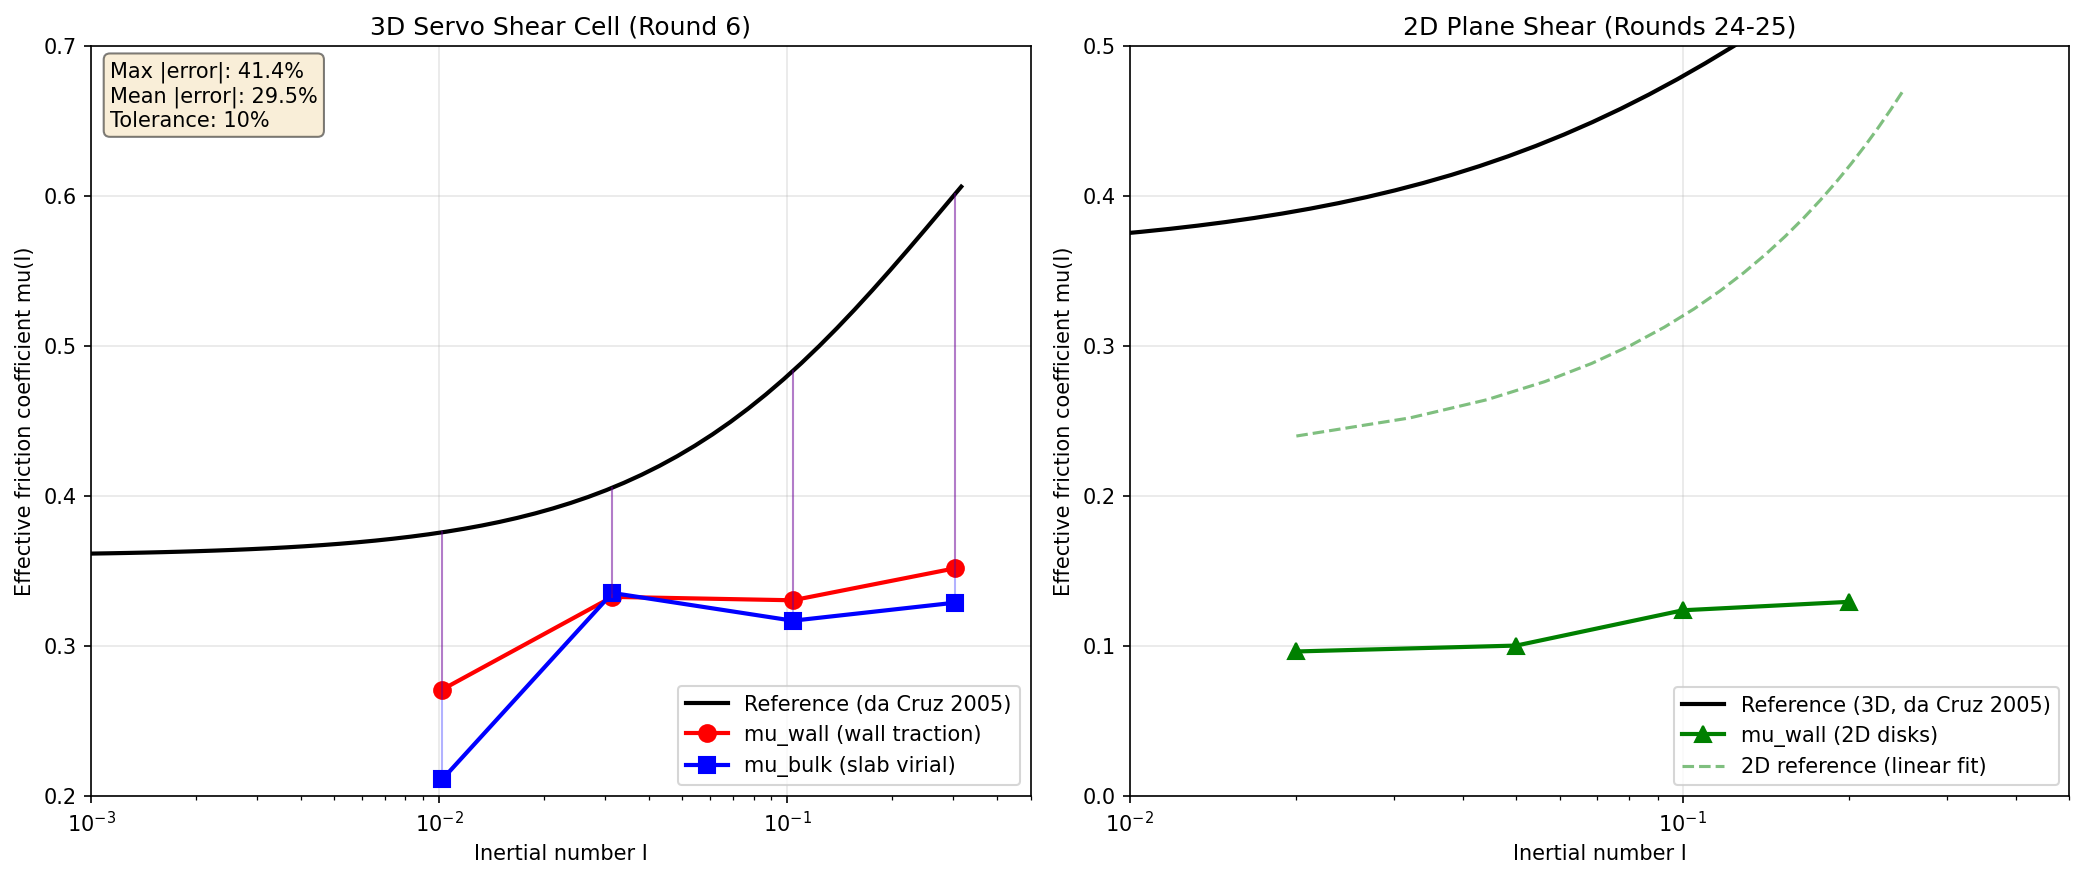 3D Servo Shear Cell (Round 6)
Max |error|: 41.4%
Mean |error|: 29.5%
Tolerance: 10%
Effective friction coefficient mu(I)
0.7
0.6
0.5
0.4
0.3
0.2
Reference (da Cruz 2005)
mu_wall (wall traction)
mu_bulk (slab virial)
10⁻³
10⁻²
10⁻¹
Inertial number I
2D Plane Shear (Rounds 24-25)
Effective friction coefficient mu(I)
0.5
0.4
0.3
0.2
0.1
0.0
Reference (3D, da Cruz 2005)
mu_wall (2D disks)
2D reference (linear fit)
10⁻²
10⁻¹
Inertial number I